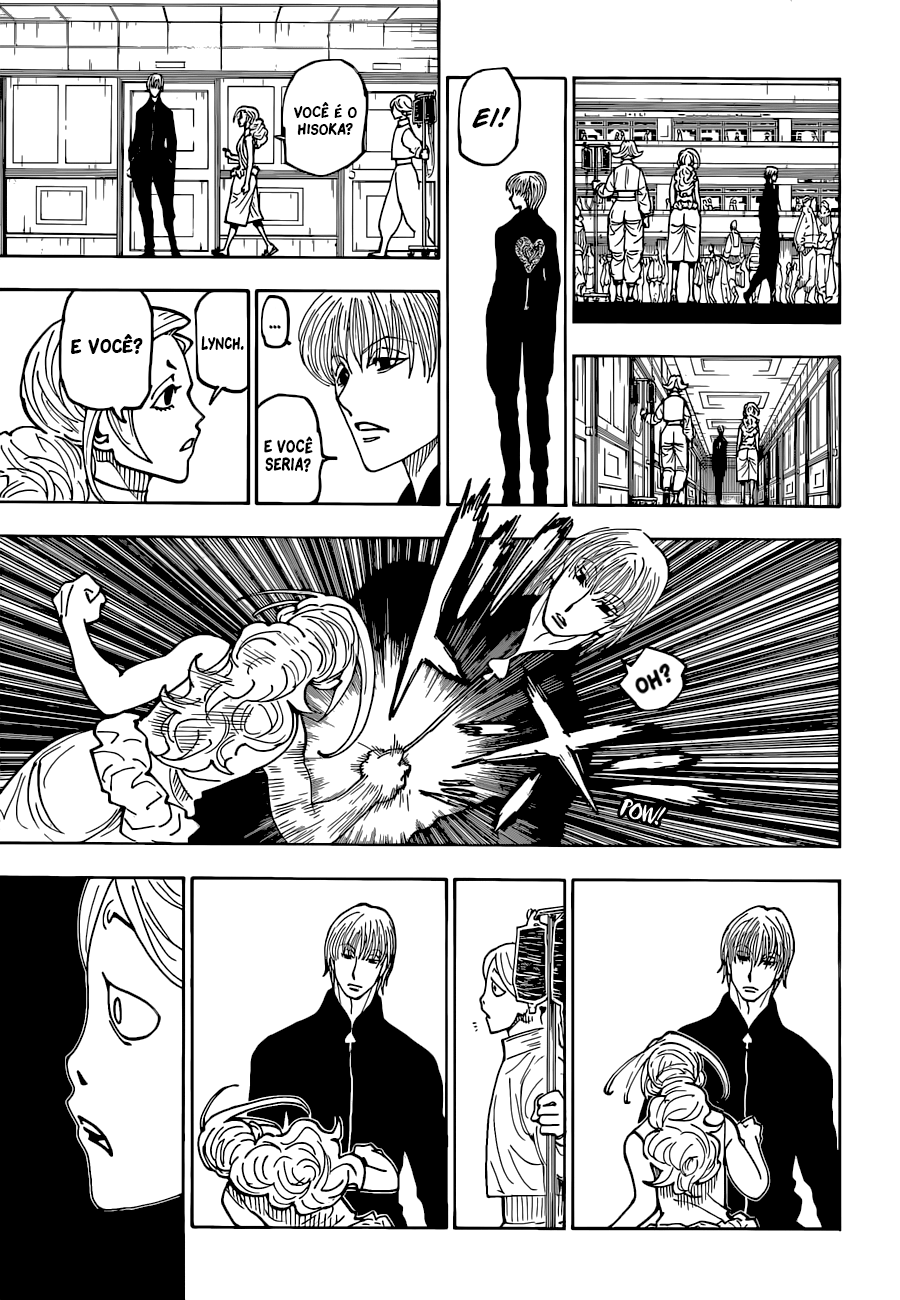 EI!
VOCÊ É O
HISOKA?
...
E VOCÊ
SERIA?
LYNCH.
E VOCÊ?
OH?
POW!